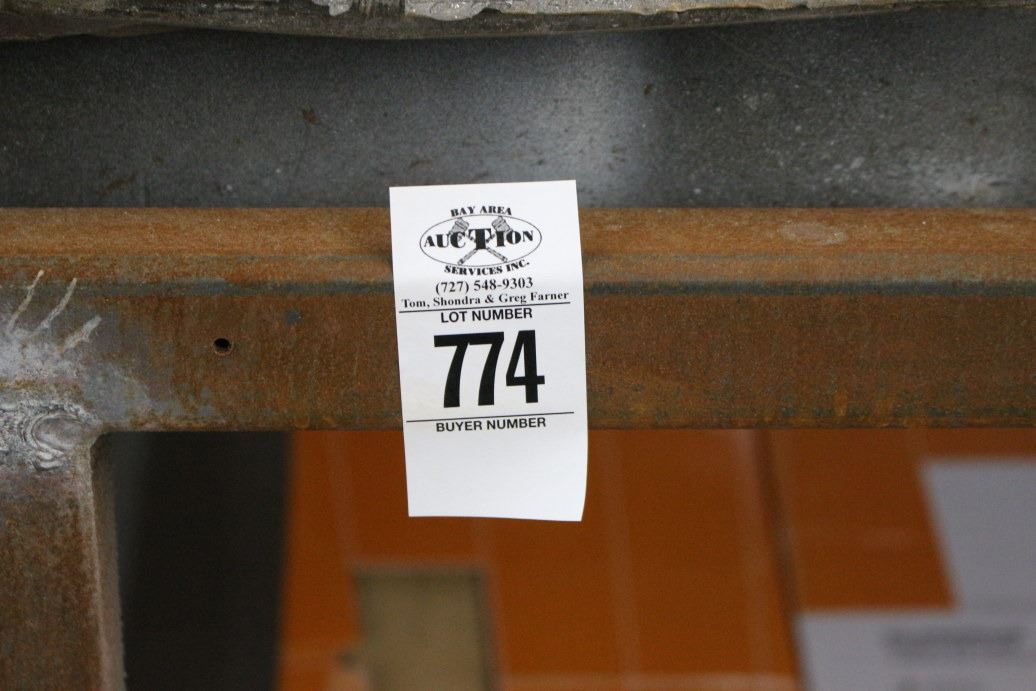 BAY AREA
AUCTION
SERVICES INC.
(727) 548-9303
Tom, Shondra & Greg Farner
LOT NUMBER
774
BUYER NUMBER